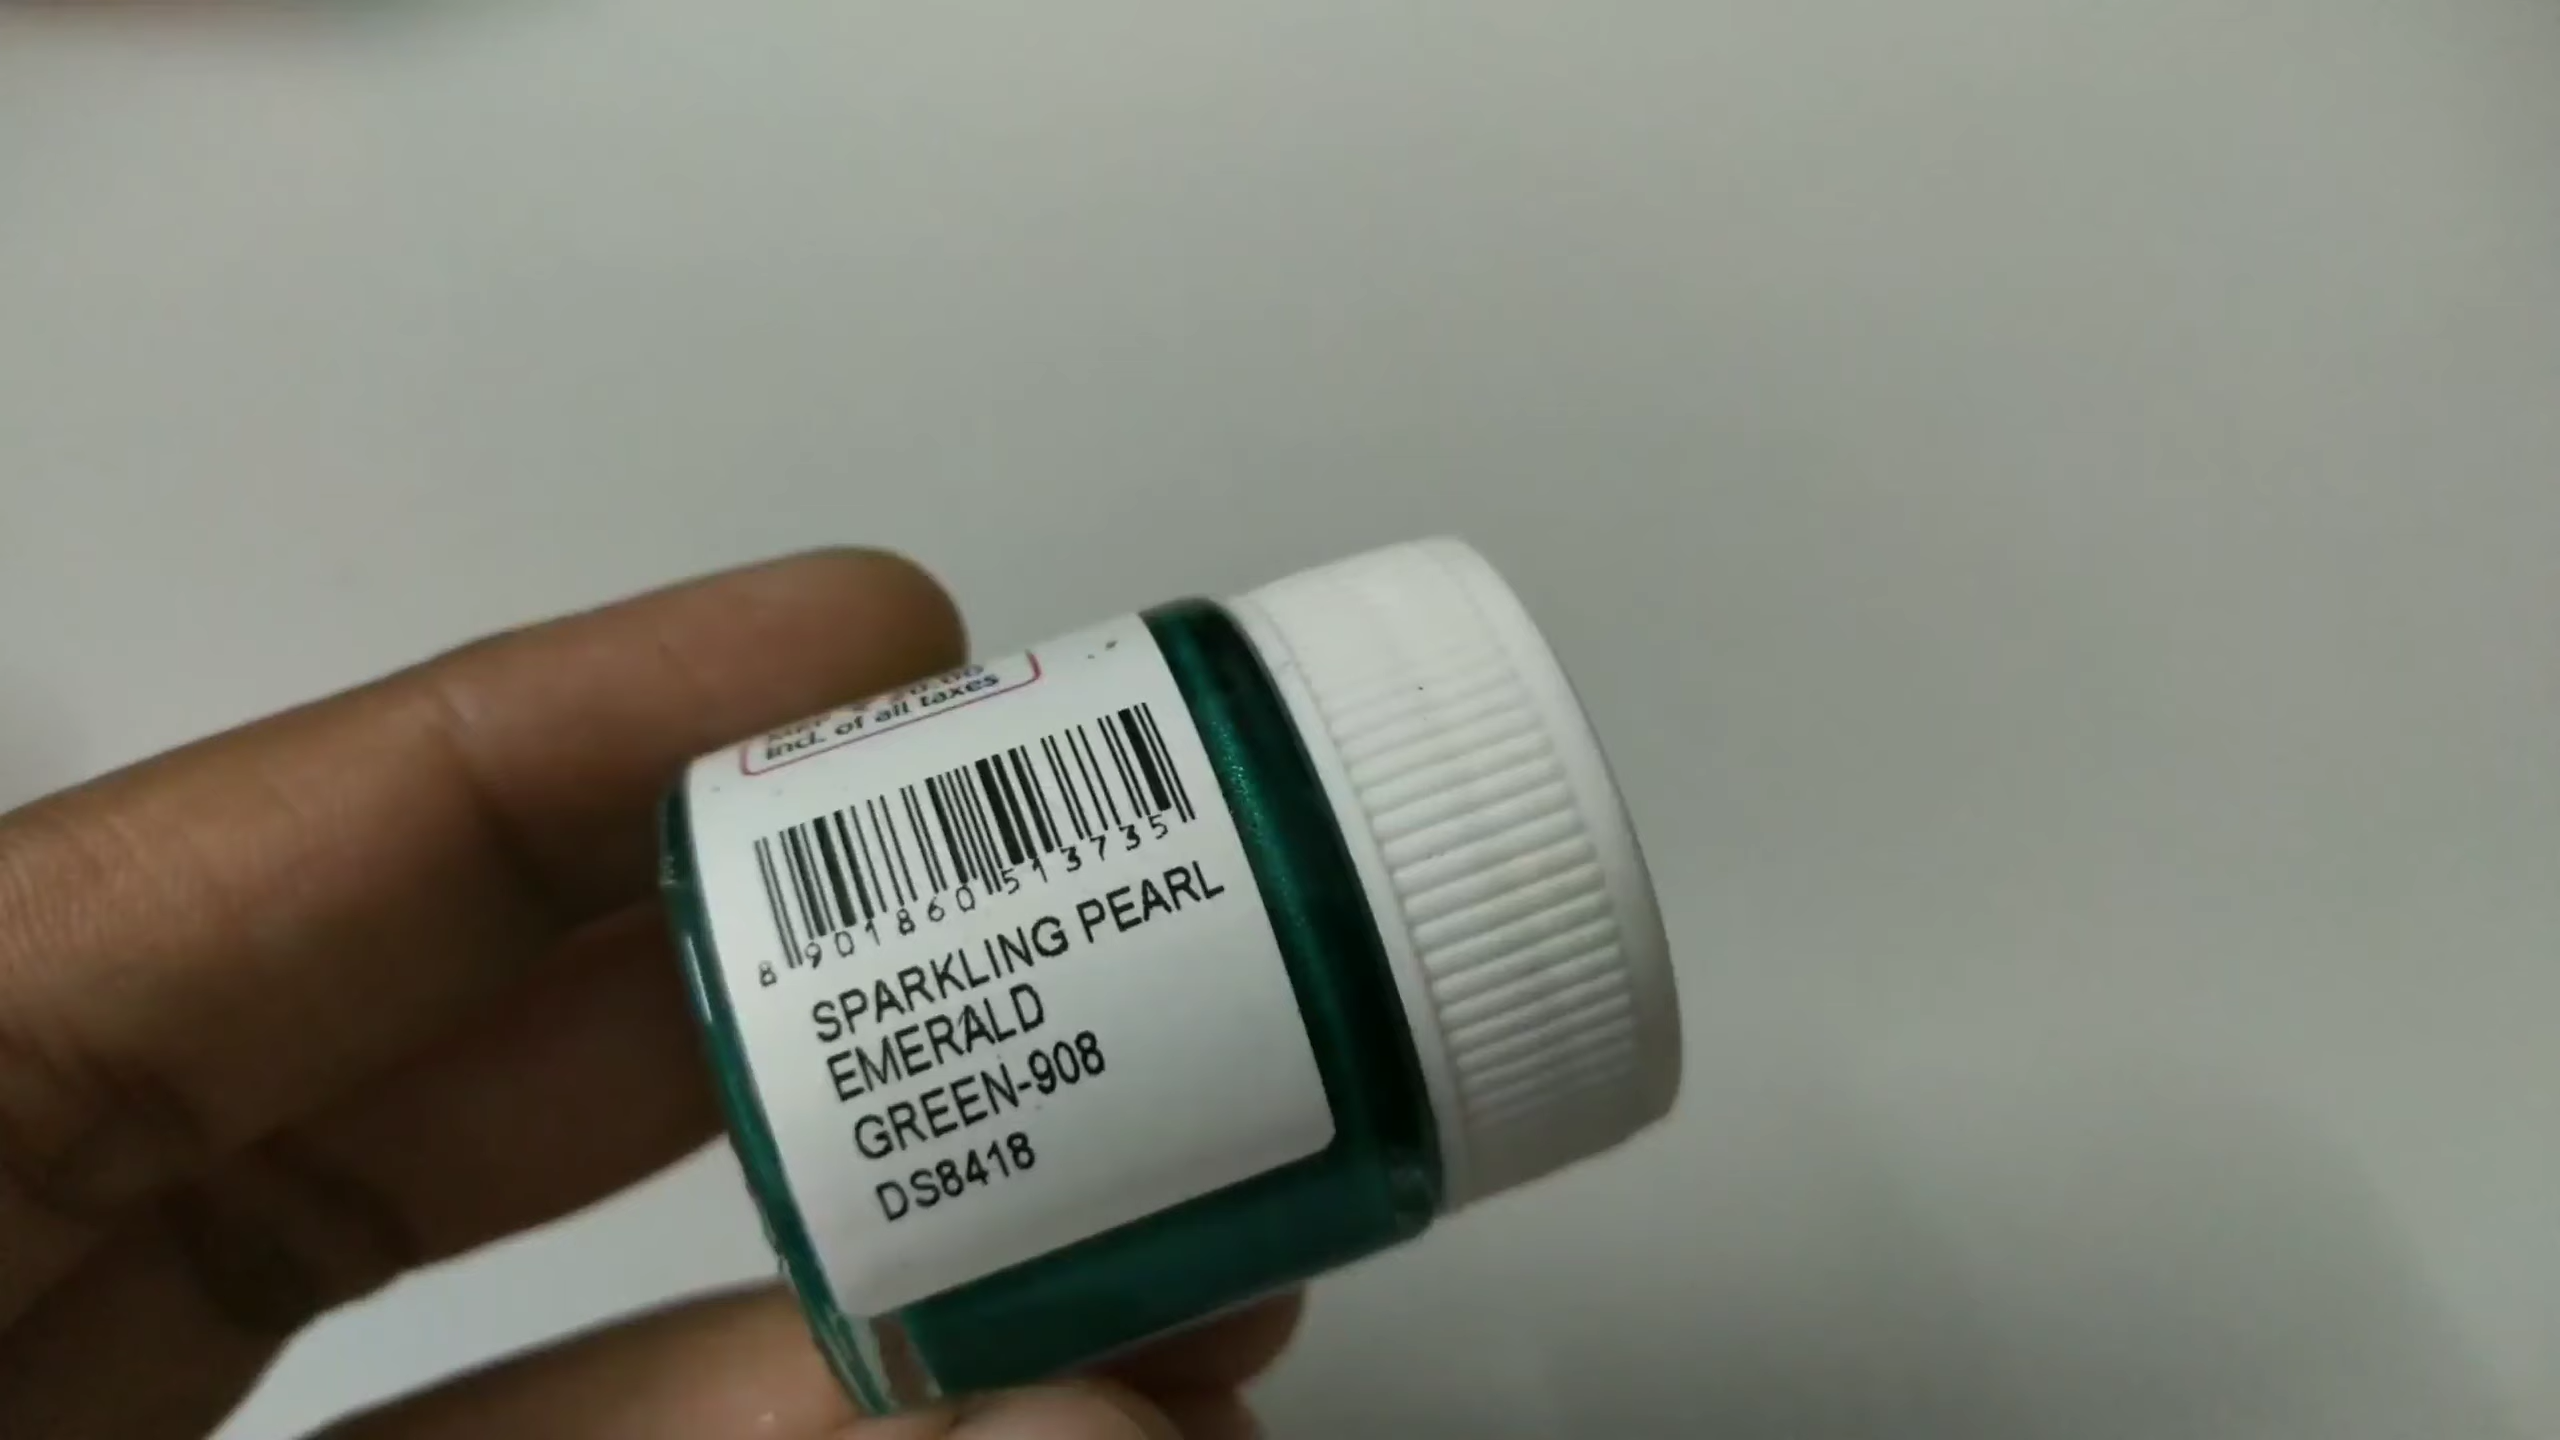 incl. of all taxes
8 901860 513735
SPARKLING PEARL
EMERALD
GREEN-908
DS8418